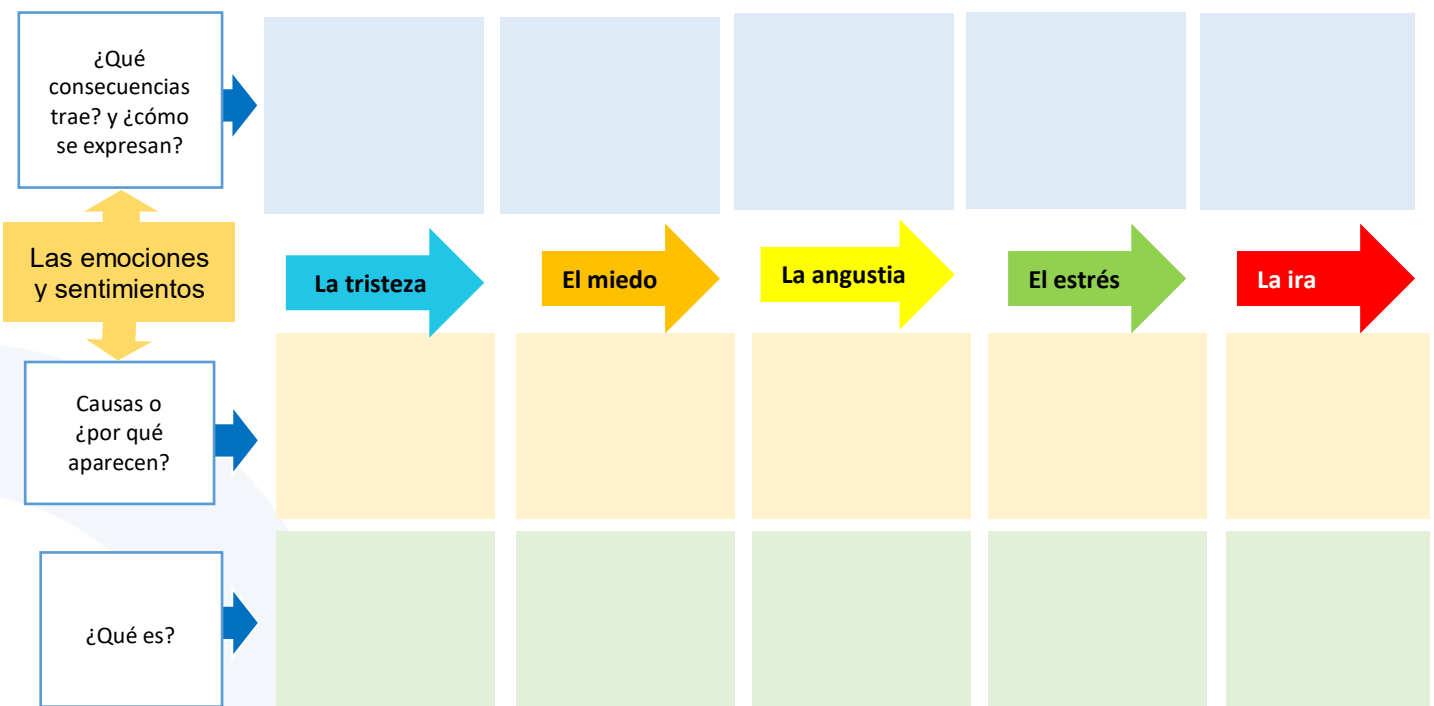 ¿Qué
consecuencias
trae? y ¿cómo
se expresan?
Las emociones
y sentimientos
La tristeza
El miedo
La angustia
El estrés
La ira
Causas o
¿por qué
aparecen?
¿Qué es?